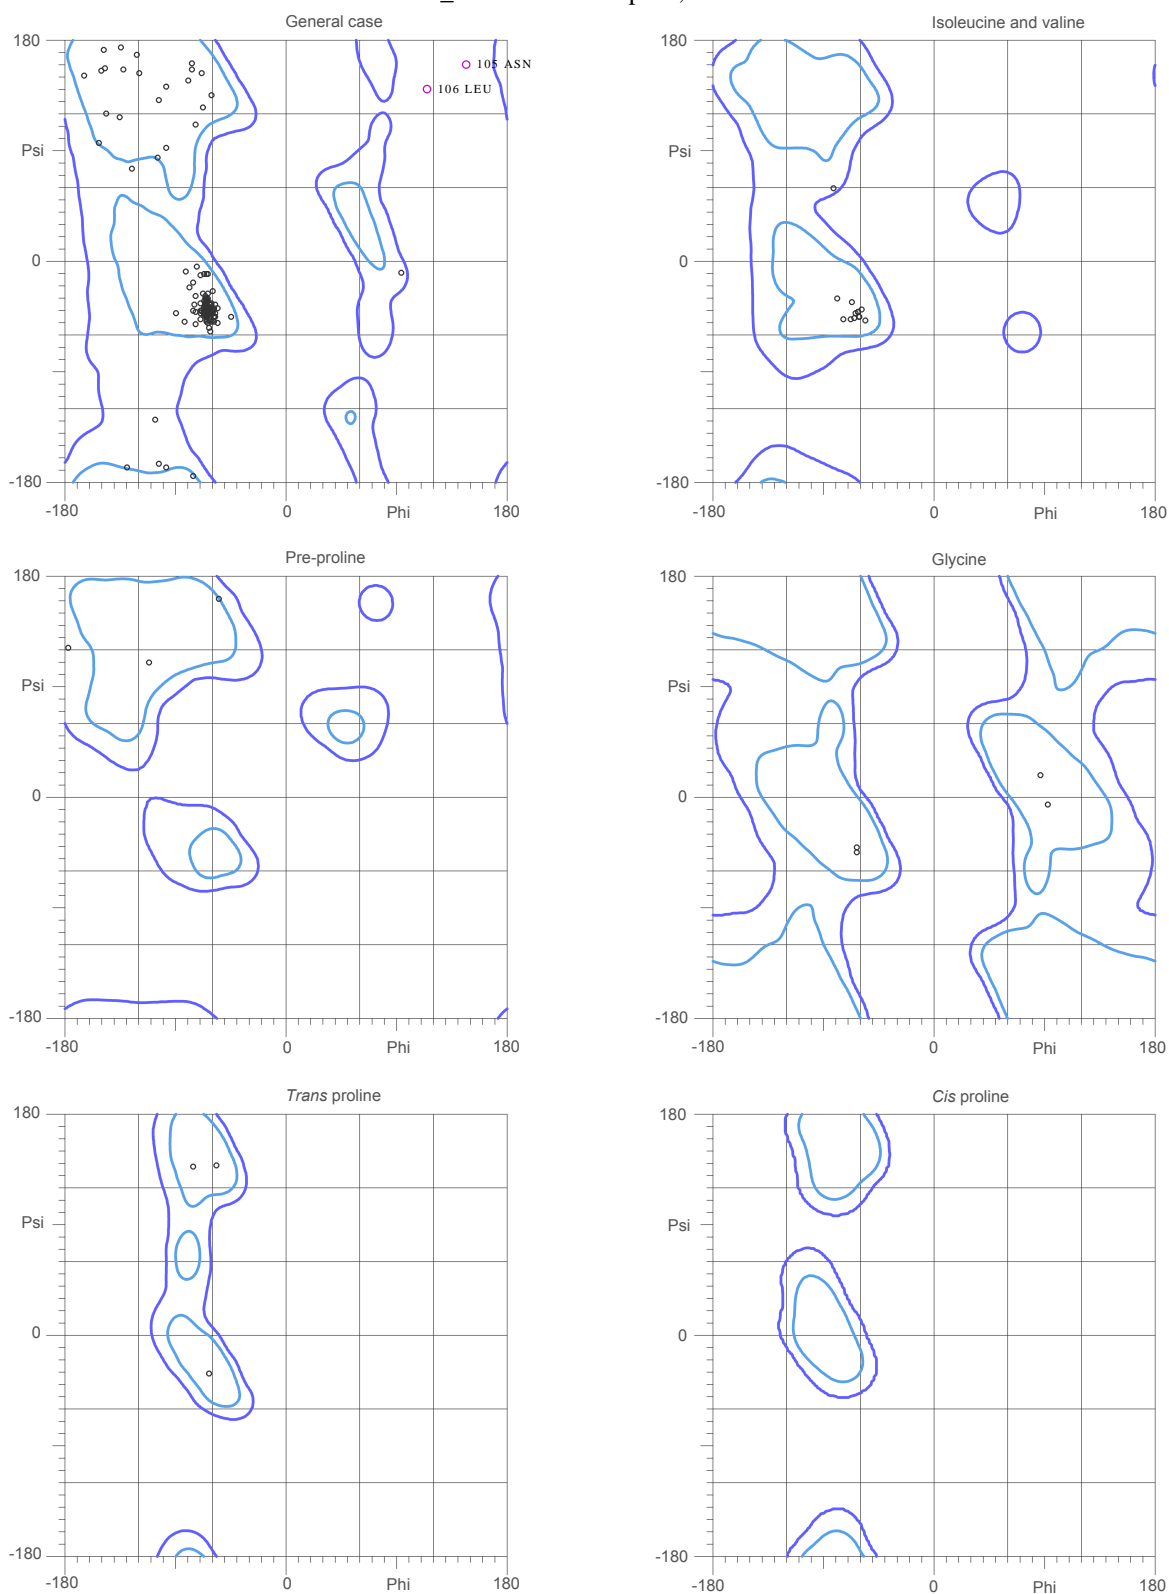 General case
Isoleucine and valine
180
105 ASN
106 LEU
Psi
0
-180
-180
0
Phi
180
180
Psi
0
-180
-180
0
Phi
180
Pre-proline
Glycine
180
Psi
0
-180
-180
0
Phi
180
180
Psi
0
-180
-180
0
Phi
180
Trans proline
Cis proline
180
Psi
0
-180
-180
0
Phi
180
180
Psi
0
-180
-180
0
Phi
180